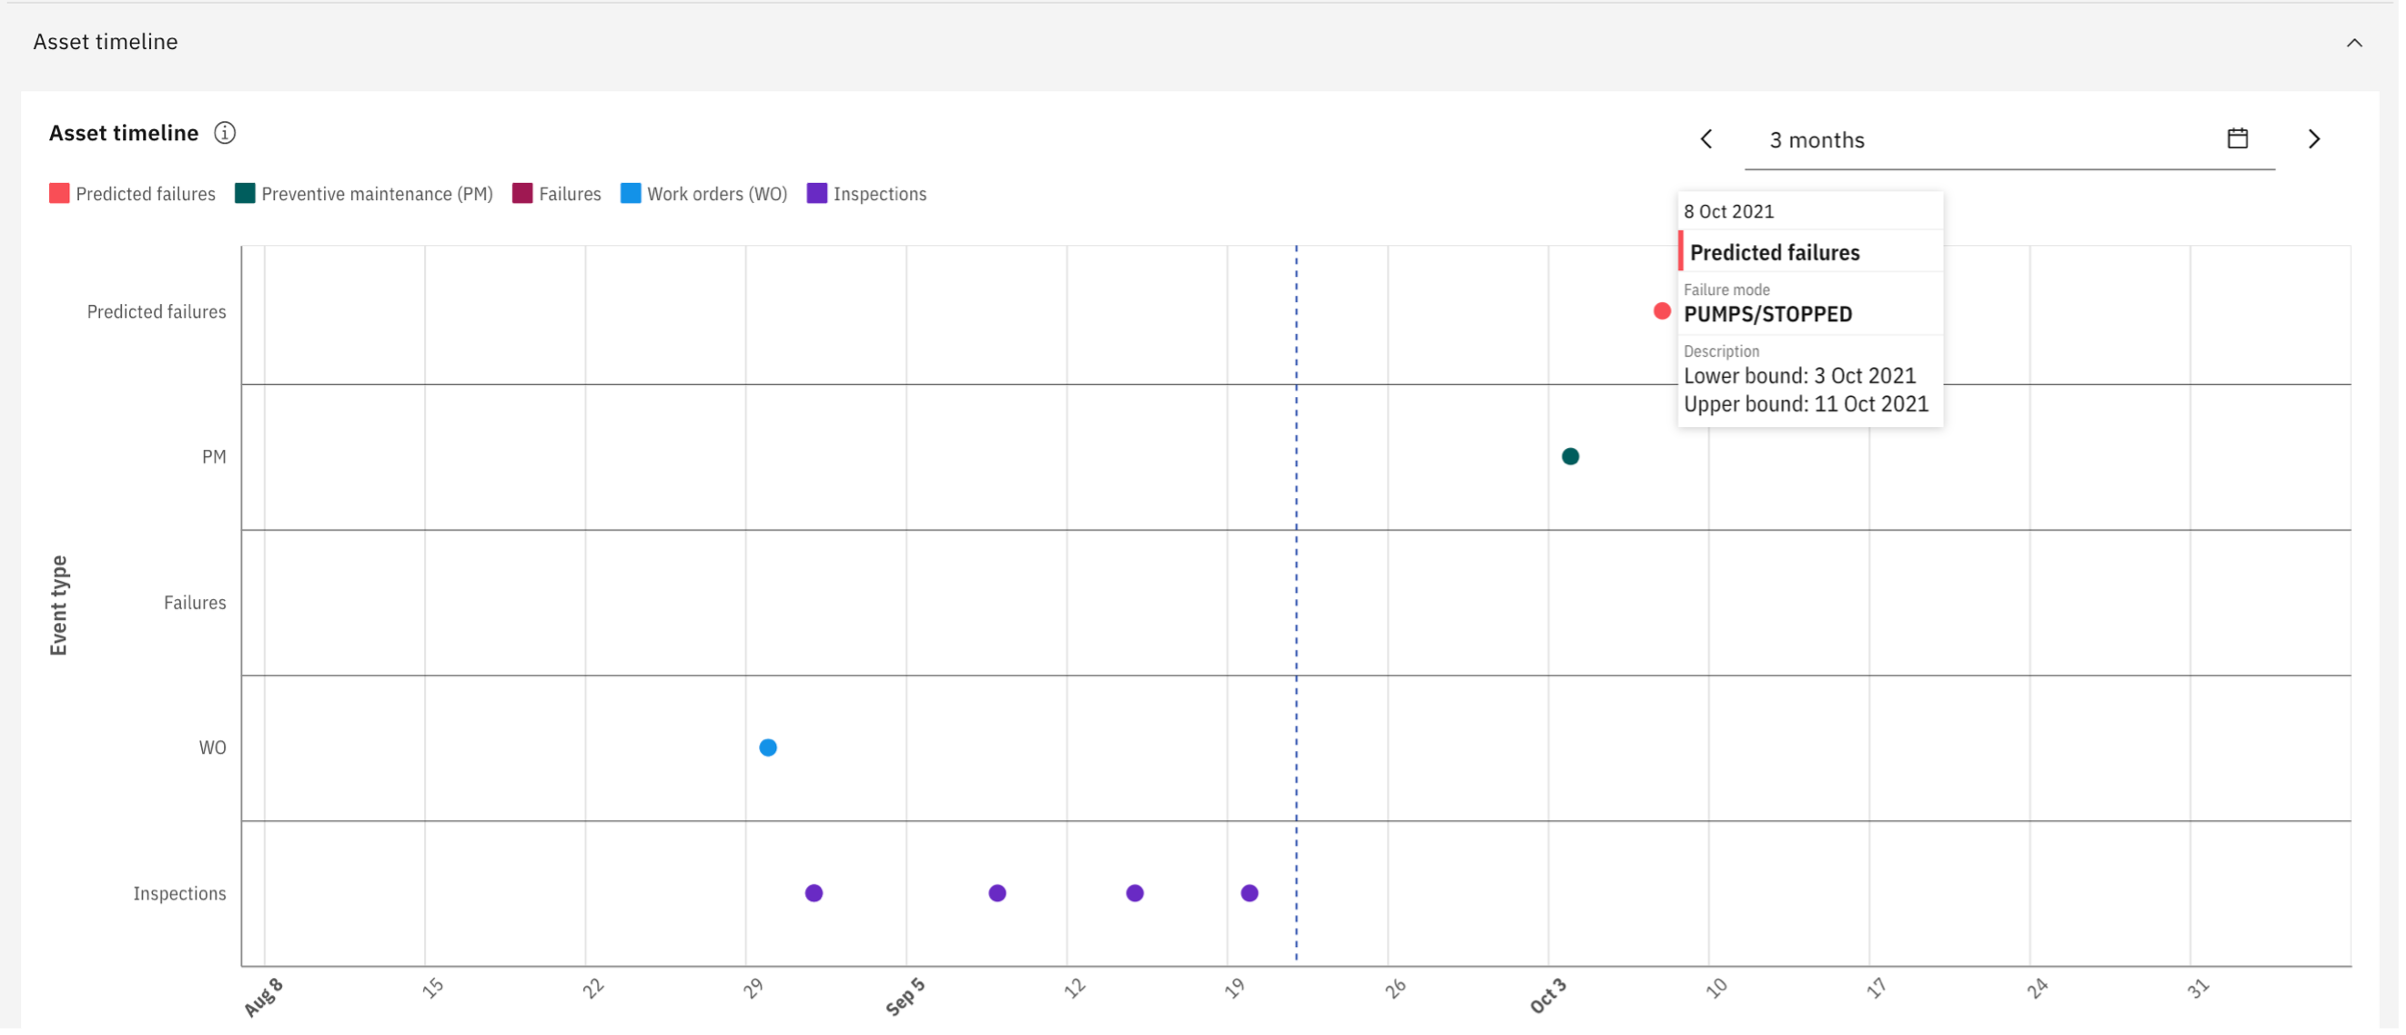 Asset timeline
Asset timeline
3 months
Predicted failures Preventive maintenance (PM) Failures Work orders (WO) Inspections
8 Oct 2021
Predicted failures
Failure mode
PUMPS/STOPPED
Description
Lower bound: 3 Oct 2021
Upper bound: 11 Oct 2021
Event type
Predicted failures
PM
Failures
WO
Inspections
Aug 8 15 22 29 Sep 5 12 19 26 Oct 3 10 17 24 31